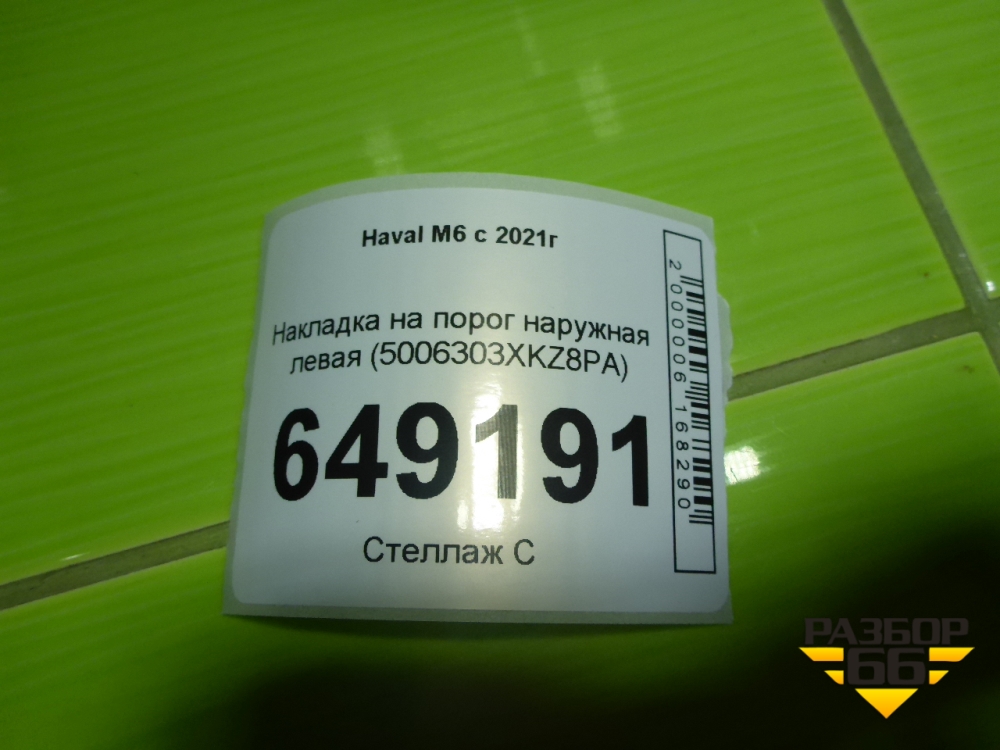 Haval M6 с 2021г
Накладка на порог наружная
левая (5006303XKZ8PA)
649191
Стеллаж С
2000006168290
РАЗБОР
66